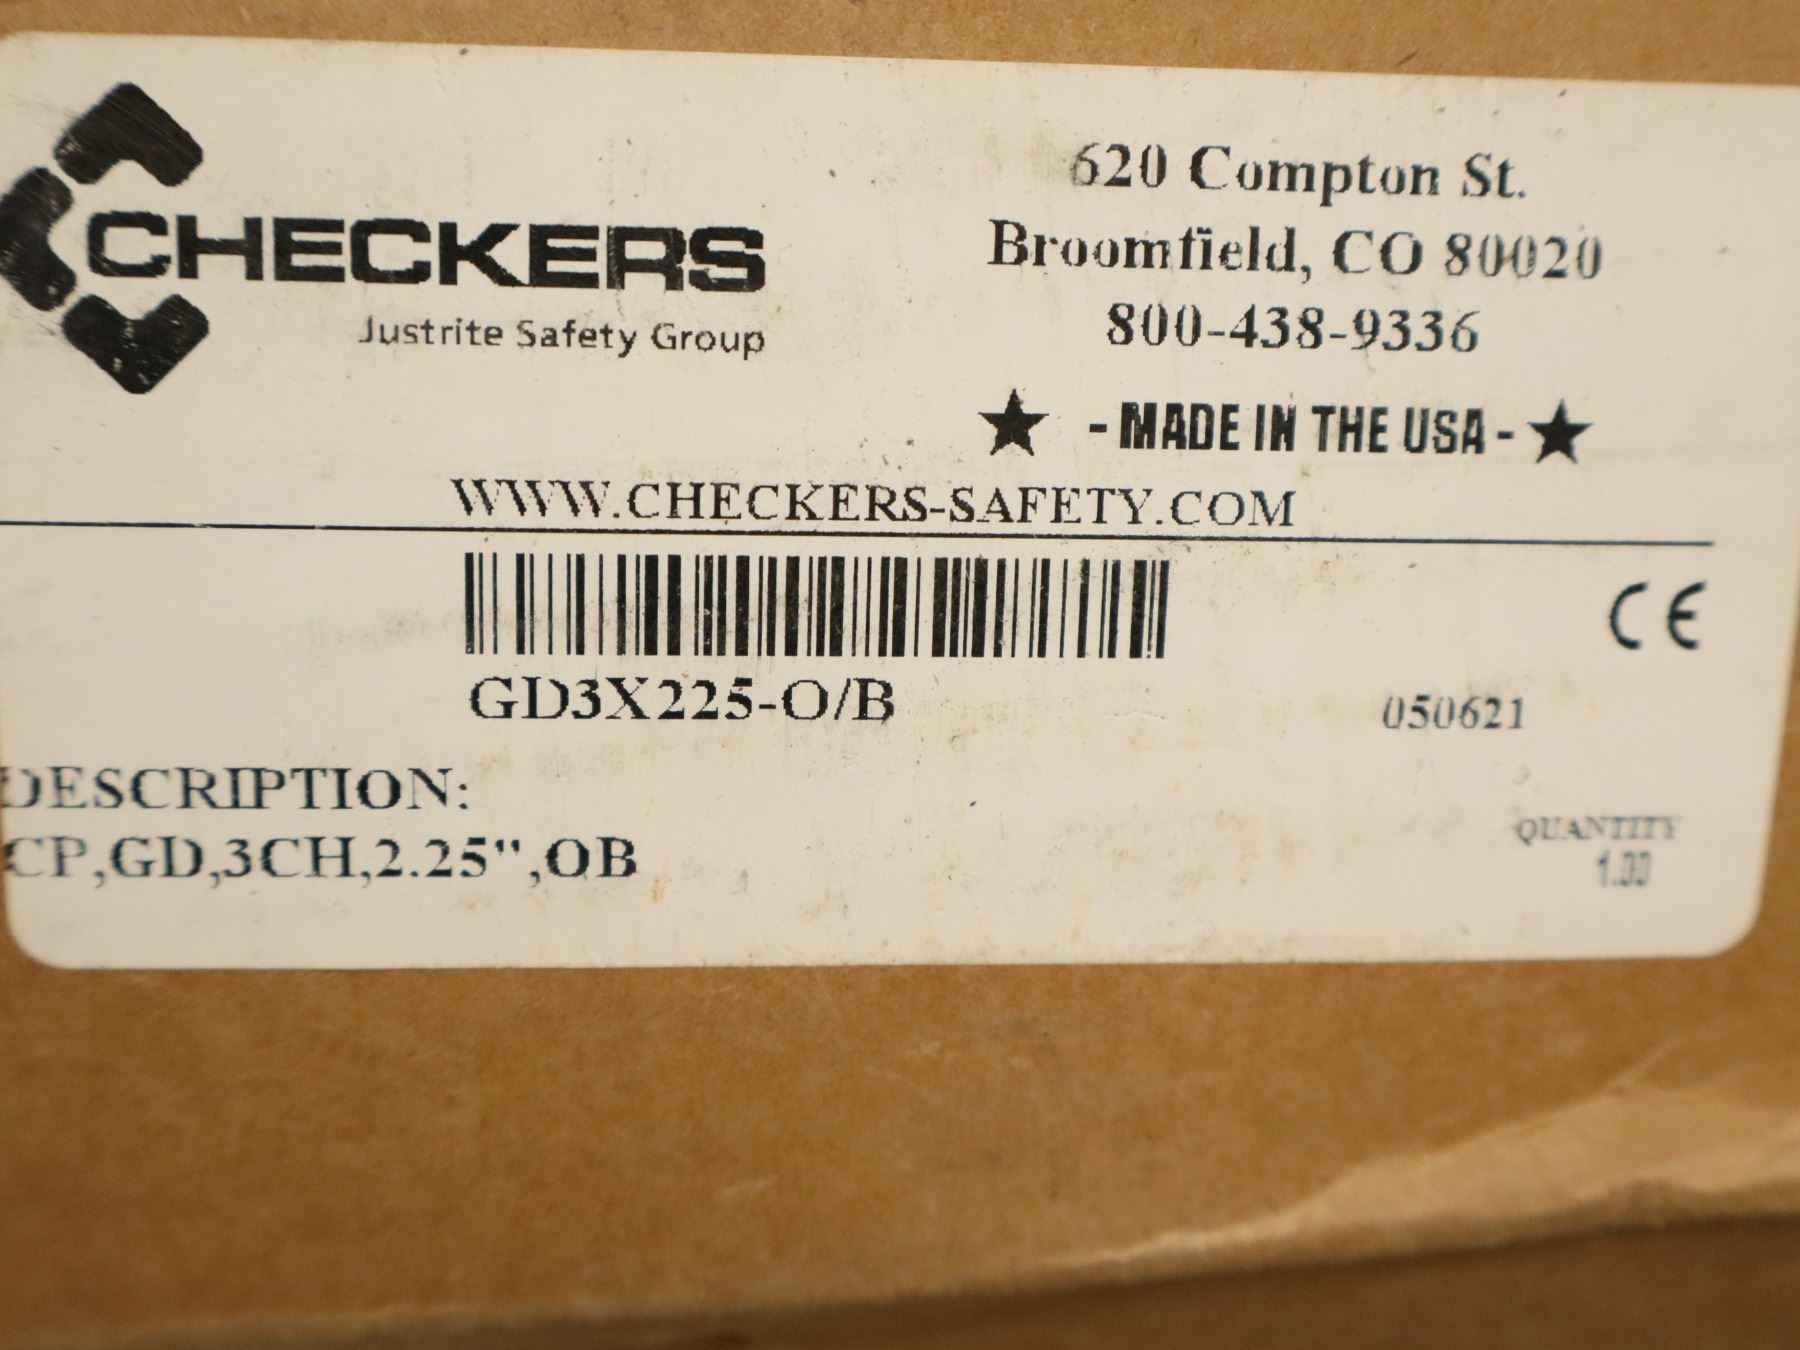 CHECKERS
Justrite Safety Group
620 Compton St.
Broomfield, CO 80020
800-438-9336
★ - MADE IN THE USA - ★
WWW.CHECKERS-SAFETY.COM
CE
GD3X225-O/B
050621
DESCRIPTION:
CP,GD,3CH,2.25",OB
QUANTITY
1.00